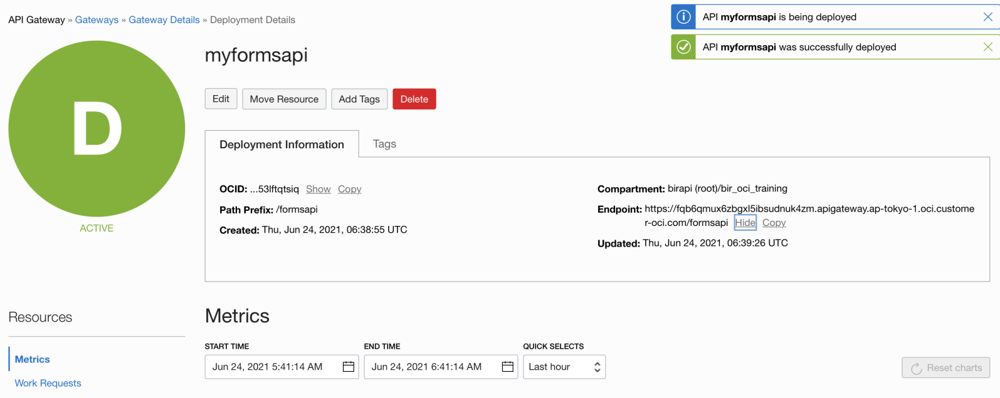 API Gateway » Gateways » Gateway Details » Deployment Details
API myformsapi is being deployed
API myformsapi was successfully deployed
D
ACTIVE
myformsapi
Edit Move Resource Add Tags Delete
Deployment Information Tags
OCID: ...53lftqtsiq Show Copy
Path Prefix: /formsapi
Created: Thu, Jun 24, 2021, 06:38:55 UTC
Compartment: birapi (root)/bir_oci_training
Endpoint: https://fqb6qmux6zbgxl5ibsudnuk4zm.apigateway.ap-tokyo-1.oci.custome
r-oci.com/formsapi Hide Copy
Updated: Thu, Jun 24, 2021, 06:39:26 UTC
Resources
Metrics
Work Requests
Metrics
START TIME END TIME QUICK SELECTS
Jun 24, 2021 5:41:14 AM Jun 24, 2021 6:41:14 AM Last hour Reset charts